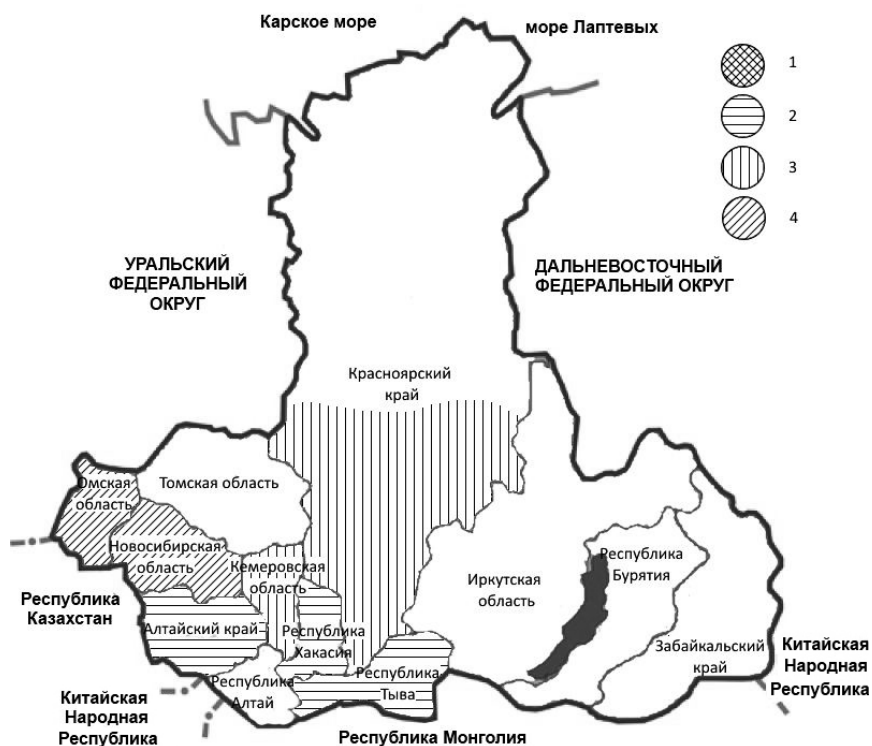 Карское море
море Лаптевых
1
2
3
4
УРАЛЬСКИЙ
ФЕДЕРАЛЬНЫЙ
ОКРУГ
ДАЛЬНЕВОСТОЧНЫЙ
ФЕДЕРАЛЬНЫЙ ОКРУГ
Красноярский
край
Омская
область
Томская область
Новосибирская
область
Кемеровская
область
Иркутская
область
Республика
Бурятия
Республика
Казахстан
Алтайский край
Республика
Хакасия
Забайкальский
край
Китайская
Народная
Республика
Республика
Алтай
Республика
Тыва
Китайская
Народная
Республика
Республика Монголия